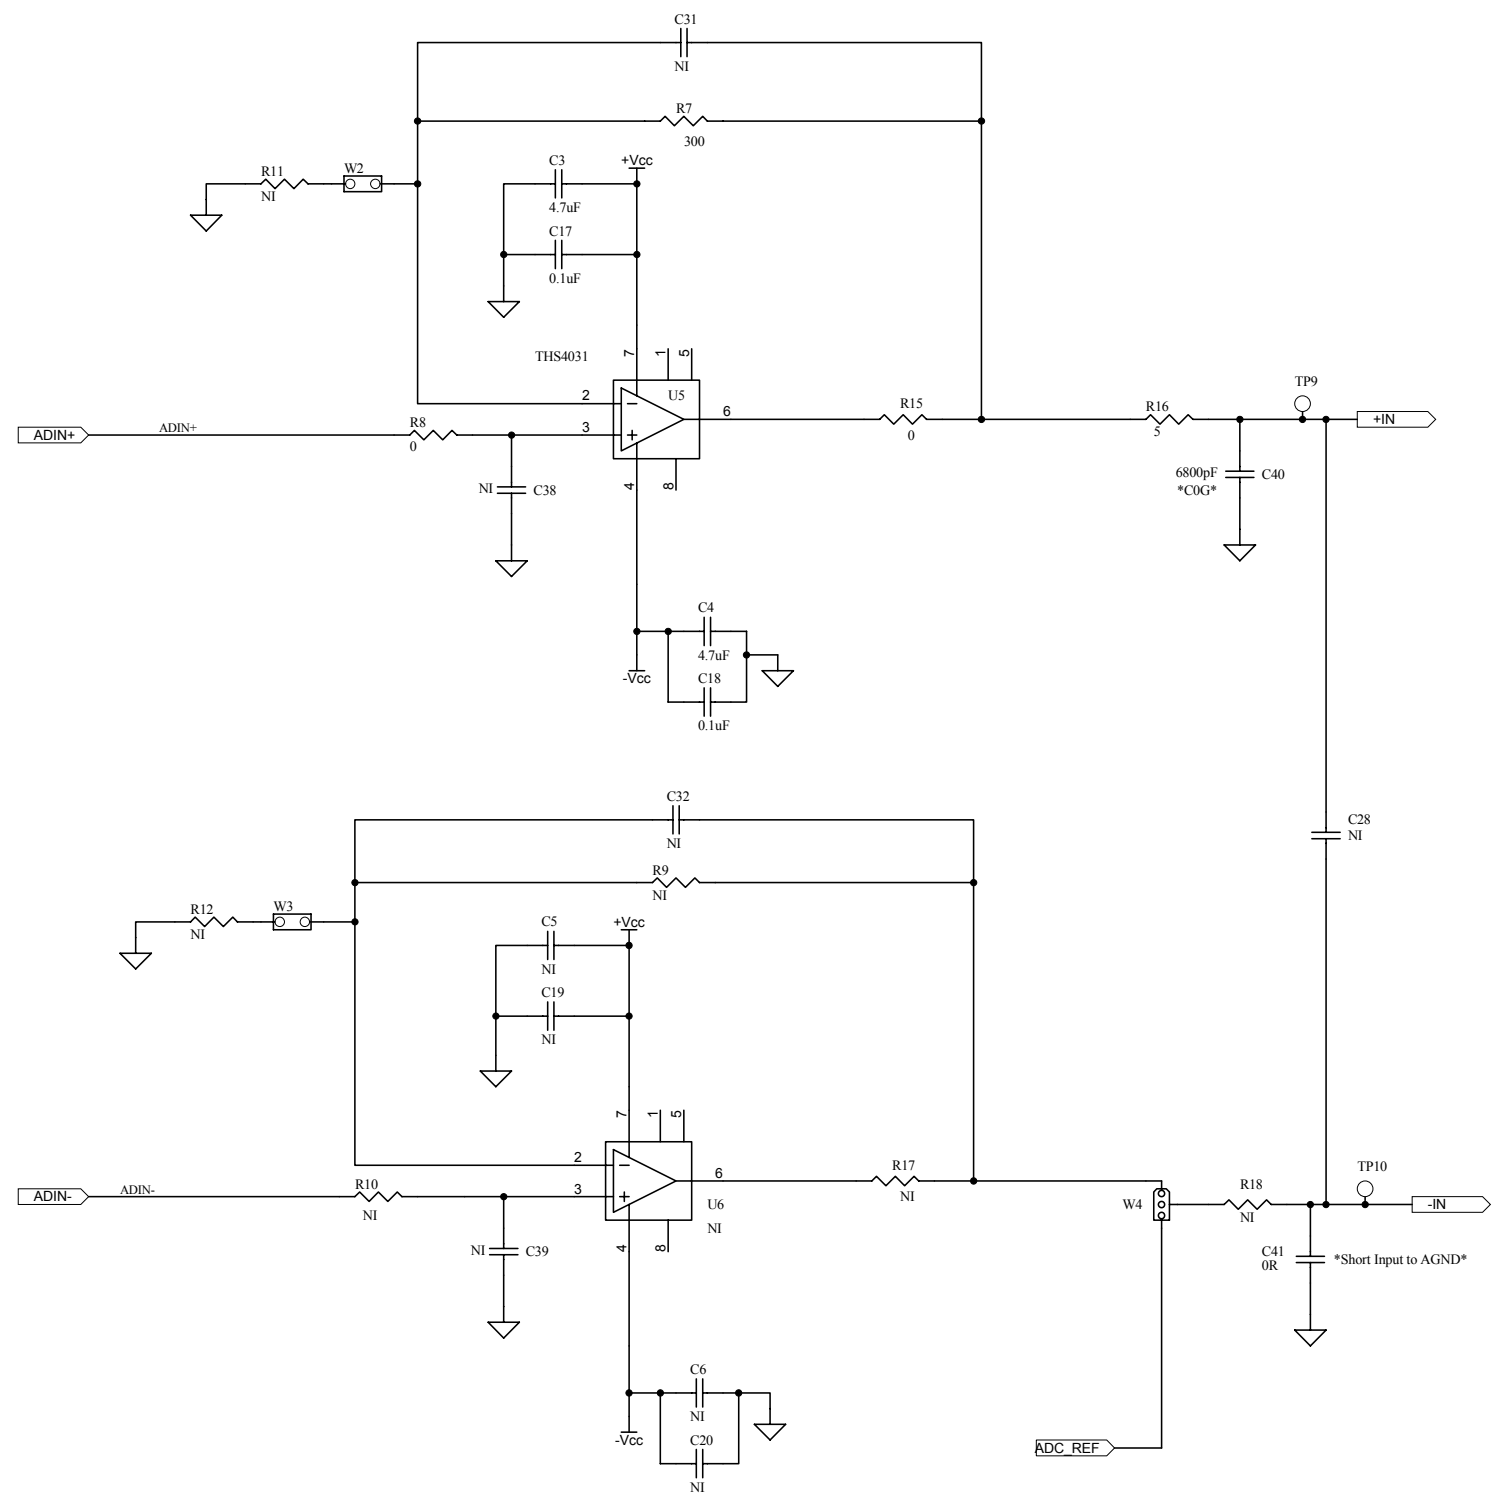 C31
NI
R7
300
+Vcc
C3
4.7uF
R11
NI
W2
C17
0.1uF
THS4031
7
1
5
U5
2
3
6
4
8
ADIN+
ADIN+
R8
0
NI
C38
R15
0
R16
5
TP9
+IN
6800pF
*C0G*
C40
C4
4.7uF
-Vcc
C18
0.1uF
C32
NI
C28
NI
R9
NI
R12
NI
W3
+Vcc
C5
NI
C19
NI
7
1
5
2
3
6
4
8
U6
NI
ADIN-
ADIN-
R10
NI
NI
C39
R17
NI
W4
R18
NI
TP10
-IN
C41
0R
*Short Input to AGND*
C6
NI
-Vcc
C20
NI
ADC_REF